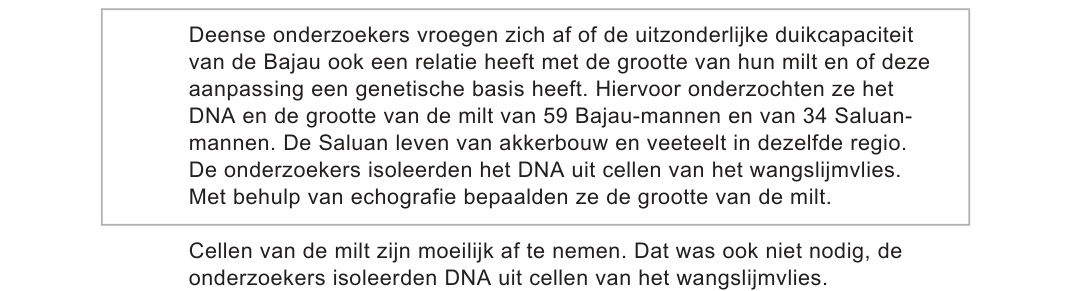 Deense onderzoekers vroegen zich af of de uitzonderlijke duikcapaciteit
van de Bajau ook een relatie heeft met de grootte van hun milt en of deze
aanpassing een genetische basis heeft. Hiervoor onderzochten ze het
DNA en de grootte van de milt van 59 Bajau-mannen en van 34 Saluan-
mannen. De Saluan leven van akkerbouw en veeteelt in dezelfde regio.
De onderzoekers isoleerden het DNA uit cellen van het wangslijmvlies.
Met behulp van echografie bepaalden ze de grootte van de milt.
Cellen van de milt zijn moeilijk af te nemen. Dat was ook niet nodig, de
onderzoekers isoleerden DNA uit cellen van het wangslijmvlies.